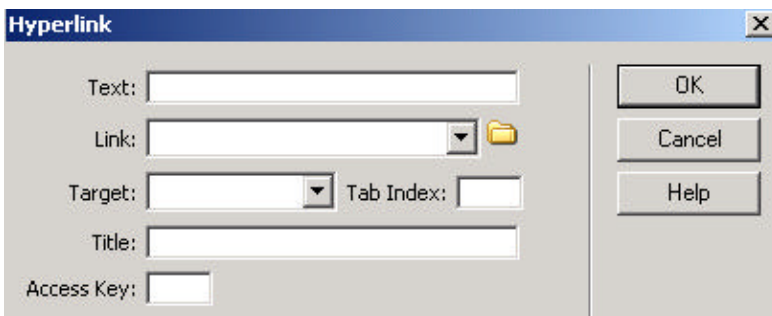 Hyperlink
Text:
OK
Link:
Cancel
Target:
Tab Index:
Help
Title:
Access Key: